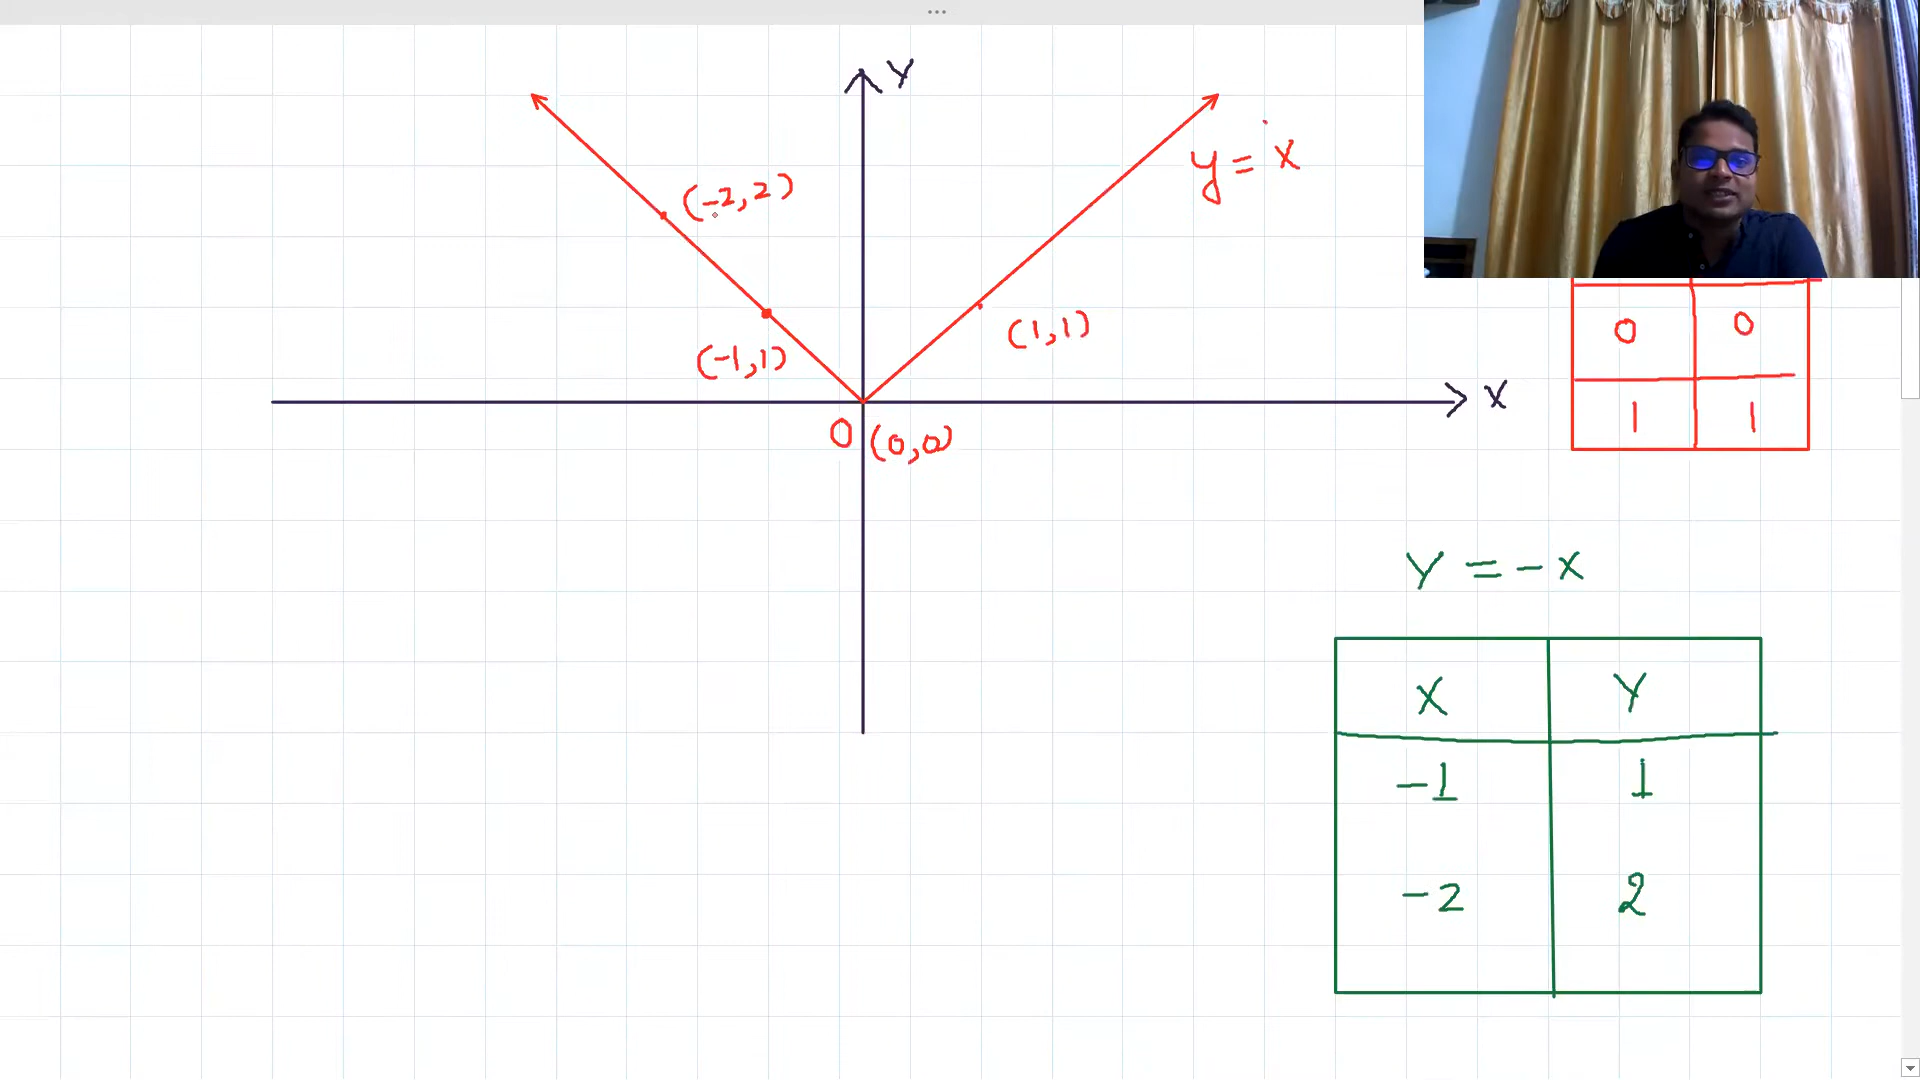 Y
y = x
(-2,2)
(1,1)
(-1,1)
X
O (0,0)
0 0
1 1
Y = -X
X Y
-1 1
-2 2